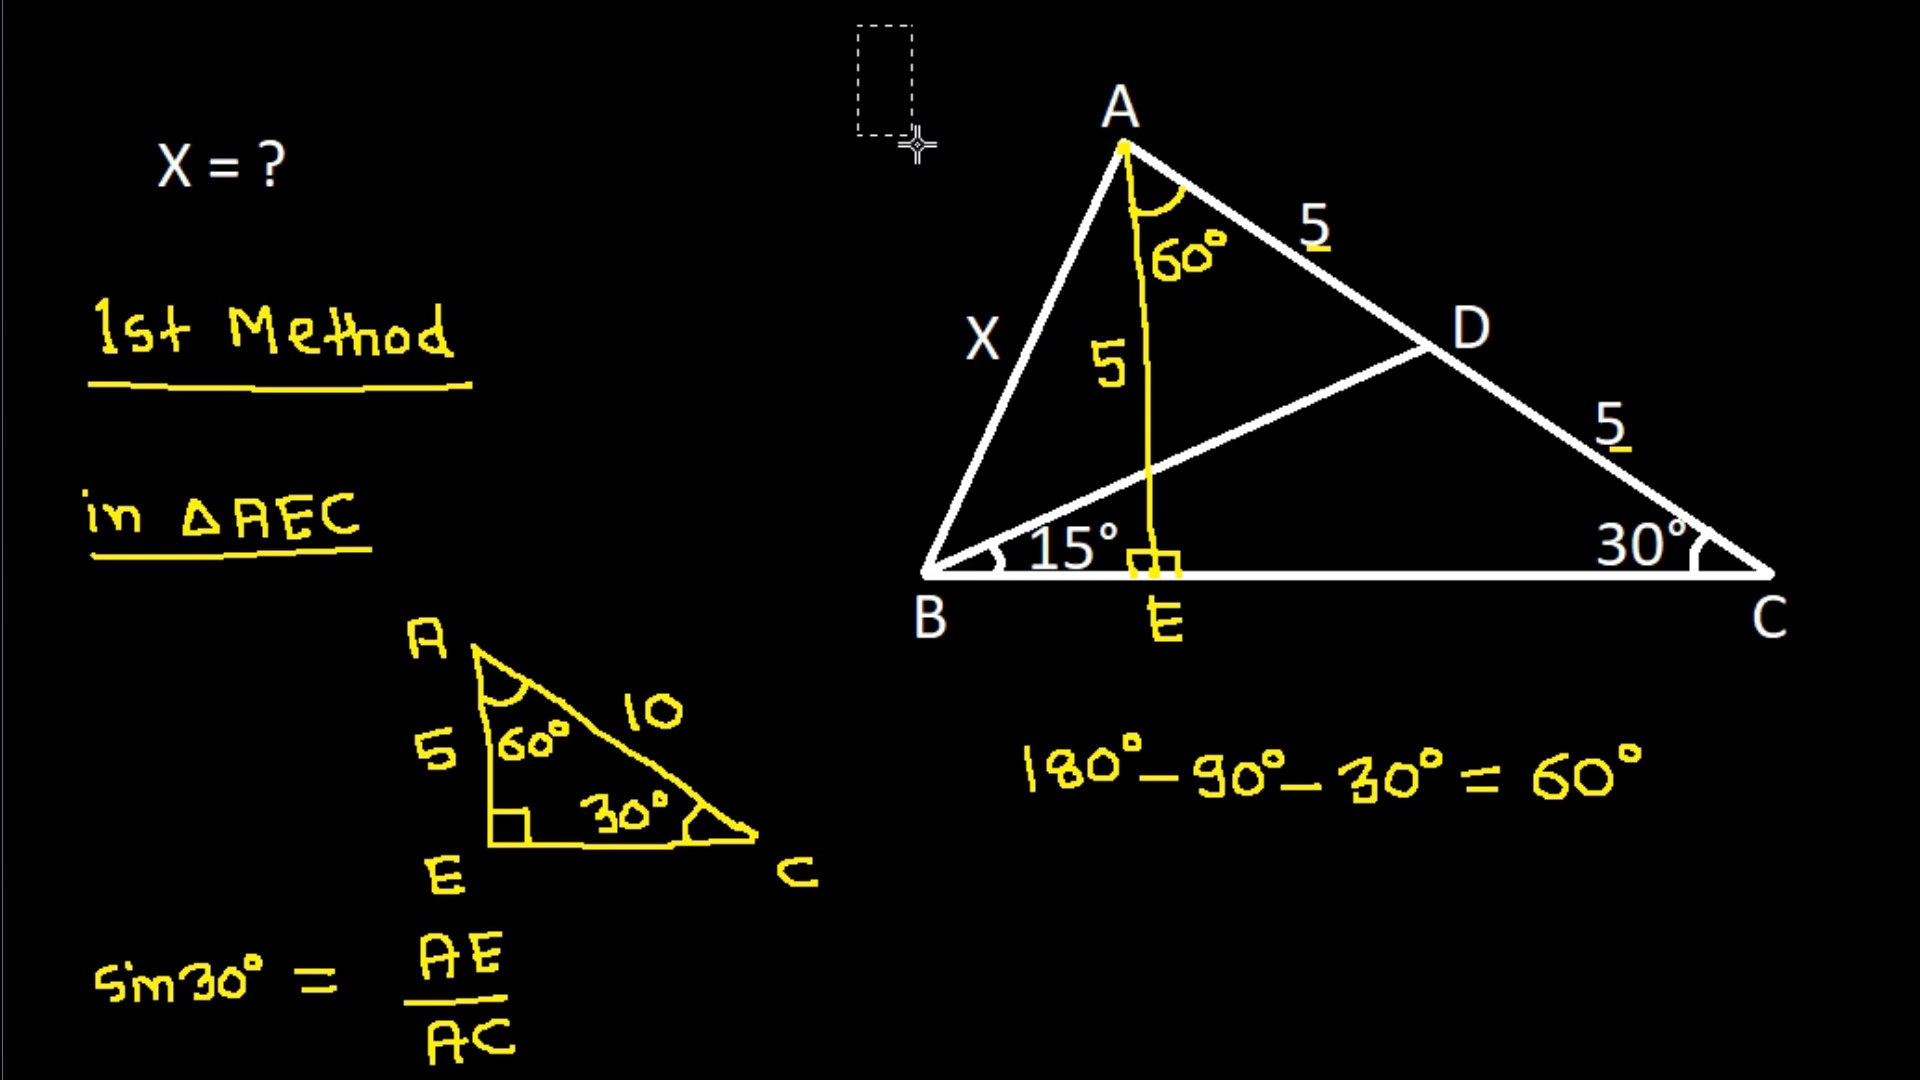 X = ?
1st Method
in △AEC
A
10
5
60°
30°
E
C
sin30° = AE
AC
A
5
60°
X
5
D
5
15°
30°
B
E
C
180° - 90° - 30° = 60°